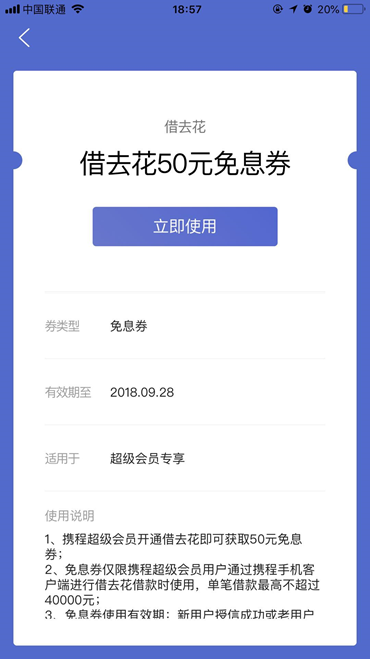 中国联通 18:57 20%
借去花
借去花50元免息券
立即使用
券类型 免息券
有效期至 2018.09.28
适用于 超级会员专享
使用说明
1、携程超级会员开通借去花即可获取50元免息
券；
2、免息券仅限携程超级会员用户通过携程手机客
户端进行借去花借款时使用，单笔借款最高不超过
40000元；
3、免息券使用有效期：新用户授信成功或老用户